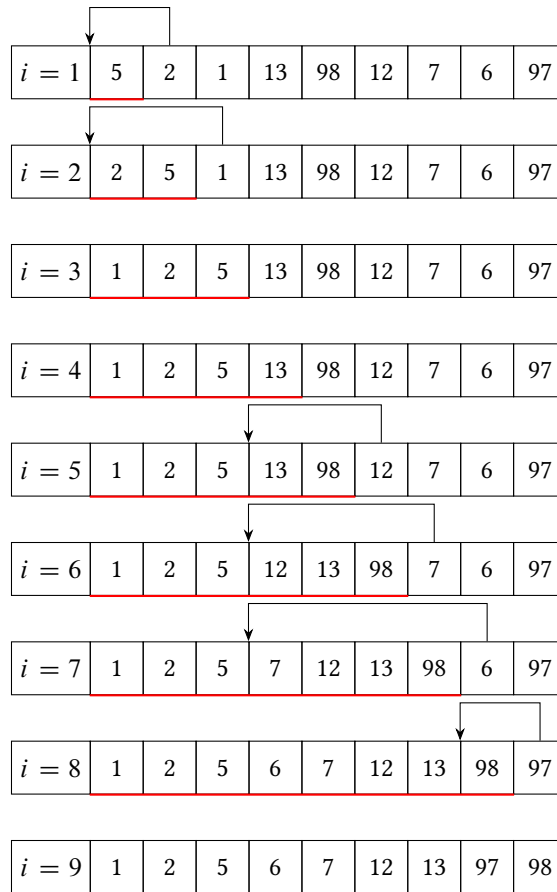 i = 1 5 2 1 13 98 12 7 6 97
i = 2 2 5 1 13 98 12 7 6 97
i = 3 1 2 5 13 98 12 7 6 97
i = 4 1 2 5 13 98 12 7 6 97
i = 5 1 2 5 13 98 12 7 6 97
i = 6 1 2 5 12 13 98 7 6 97
i = 7 1 2 5 7 12 13 98 6 97
i = 8 1 2 5 6 7 12 13 98 97
i = 9 1 2 5 6 7 12 13 97 98